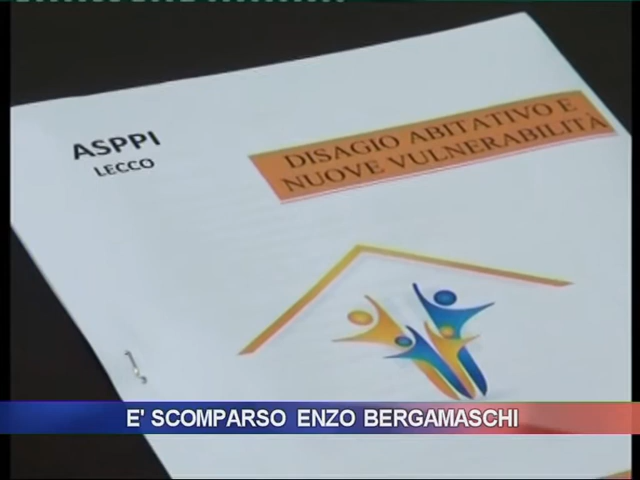 ASPPI
LECCO
DISAGIO ABITATIVO E
NUOVE VULNERABILITÀ
E' SCOMPARSO ENZO BERGAMASCHI